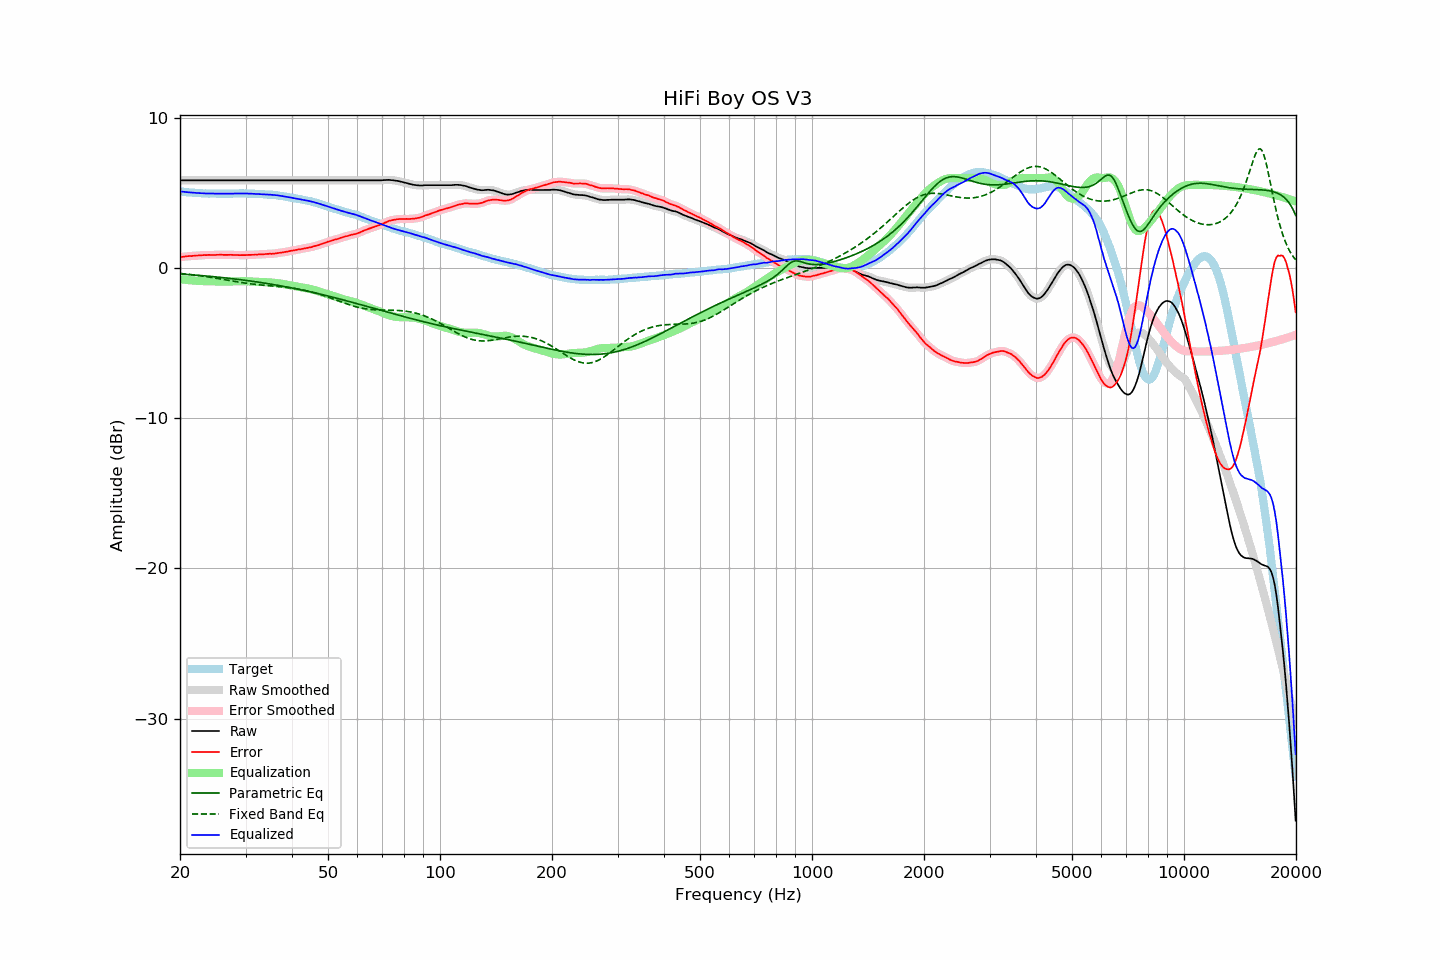 HiFi Boy OS V3
10
0
−10
−20
−30
Amplitude (dBr)
Target
Raw Smoothed
Error Smoothed
Raw
Error
Equalization
Parametric Eq
Fixed Band Eq
Equalized
20 50 100 200 500 1000 2000 5000 10000 20000
Frequency (Hz)